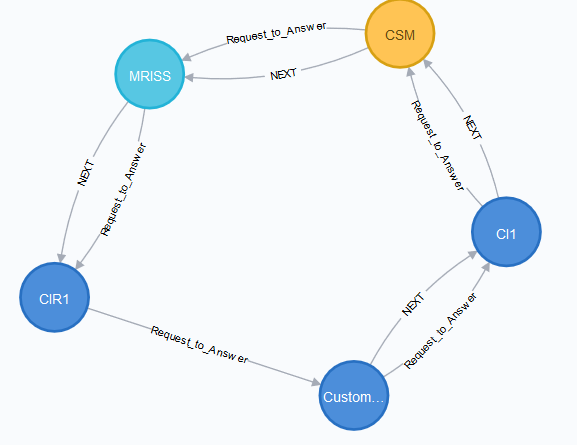 CSM
Request_to_Answer
NEXT
MRISS
NEXT
Request_to_Answer
Request_to_Answer
NEXT
CI1
CIR1
Request_to_Answer
NEXT
Request_to_Answer
Custom...